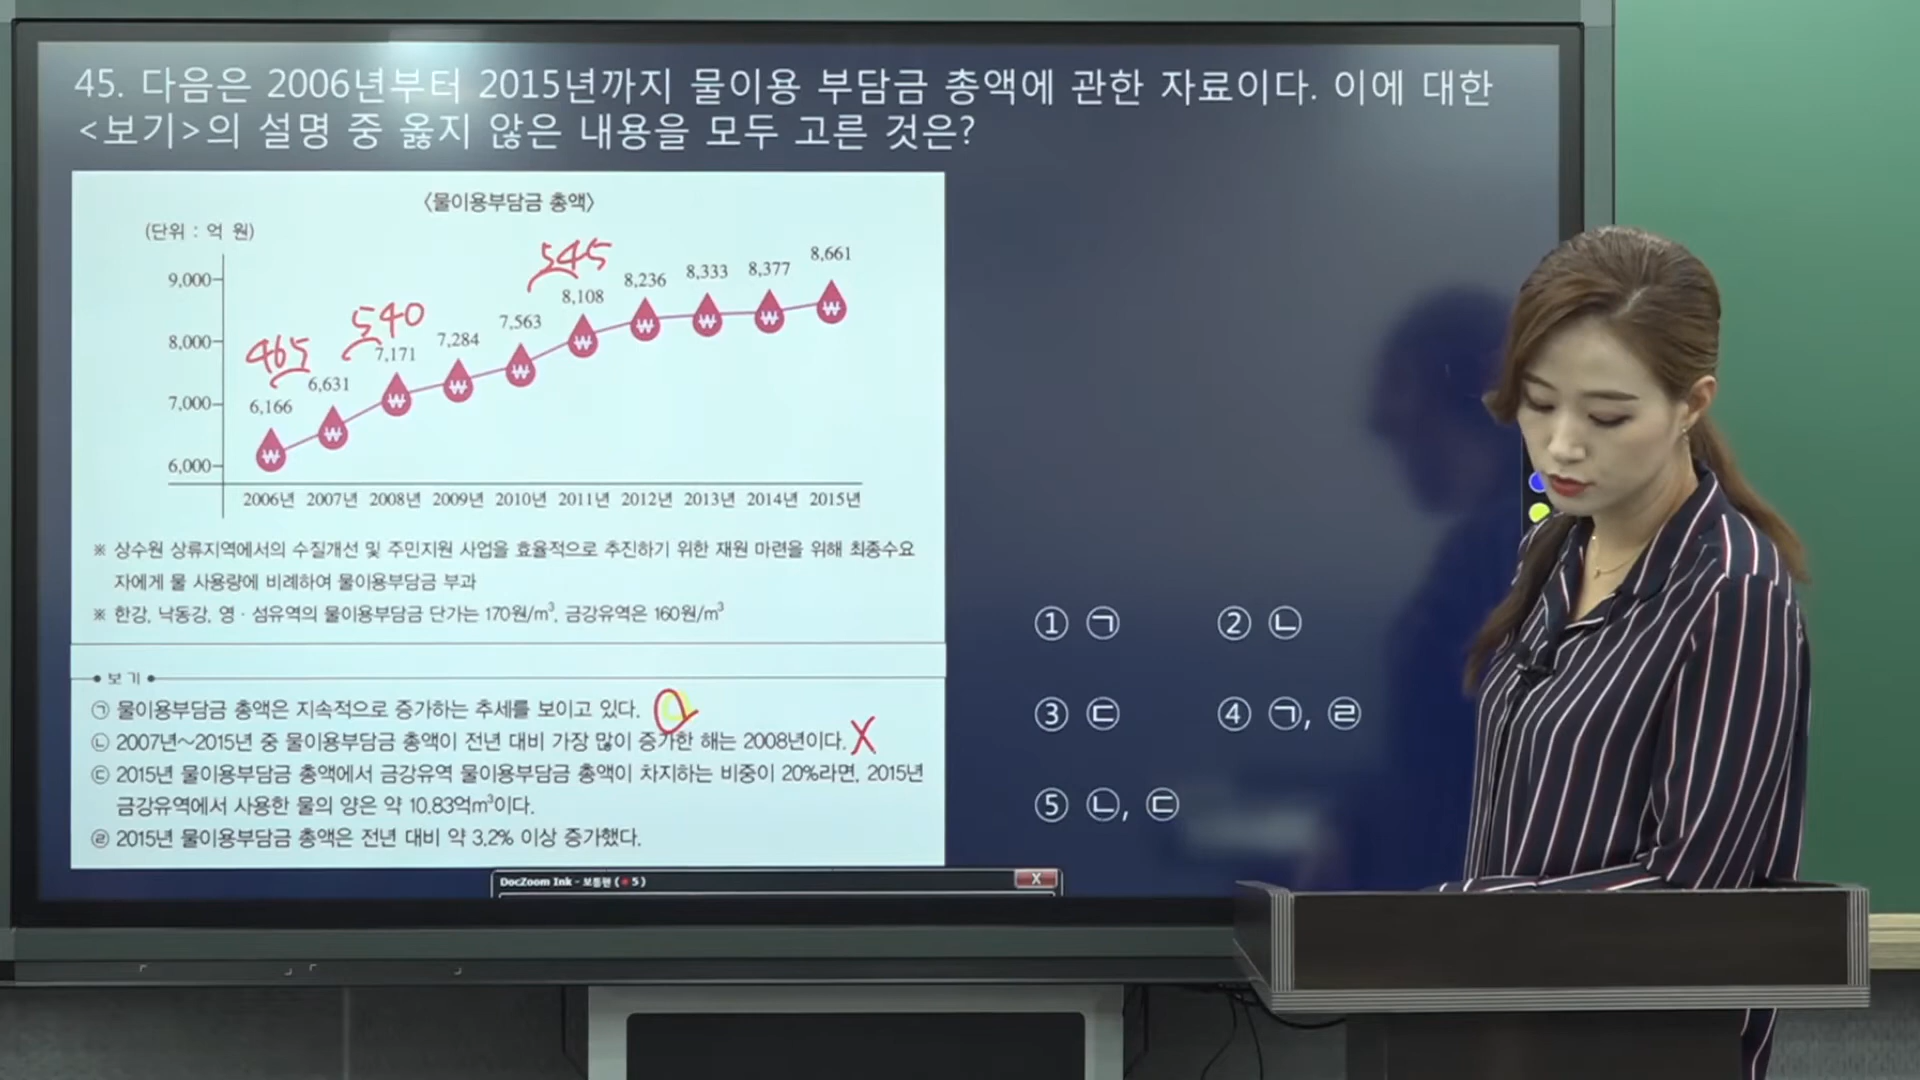 45. 다음은 2006년부터 2015년까지 물이용 부담금 총액에 관한 자료이다. 이에 대한
<보기>의 설명 중 옳지 않은 내용을 모두 고른 것은?
〈물이용부담금 총액〉
(단위 : 억 원)
9,000
8,000
7,000
6,000
465
540
545
6,166
6,631
7,171
7,284
7,563
8,108
8,236
8,333
8,377
8,661
₩ ₩ ₩ ₩ ₩ ₩ ₩ ₩ ₩ ₩
2006년 2007년 2008년 2009년 2010년 2011년 2012년 2013년 2014년 2015년
※ 상수원 상류지역에서의 수질개선 및 주민지원 사업을 효율적으로 추진하기 위한 재원 마련을 위해 최종수요
자에게 물 사용량에 비례하여 물이용부담금 부과
※ 한강, 낙동강, 영·섬유역의 물이용부담금 단가는 170원/m³, 금강유역은 160원/m³
보기
㉠ 물이용부담금 총액은 지속적으로 증가하는 추세를 보이고 있다. O
㉡ 2007년~2015년 중 물이용부담금 총액이 전년 대비 가장 많이 증가한 해는 2008년이다. X
㉢ 2015년 물이용부담금 총액에서 금강유역 물이용부담금 총액이 차지하는 비중이 20%라면, 2015년
금강유역에서 사용한 물의 양은 약 10.83억m³이다.
㉣ 2015년 물이용부담금 총액은 전년 대비 약 3.2% 이상 증가했다.
① ㉠ ② ㉡
③ ㉢ ④ ㉠, ㉣
⑤ ㉡, ㉢
DocZoom Ink - 보통펜 ( 5 )
X